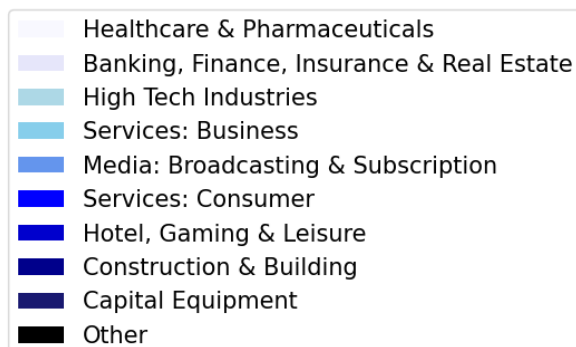 Healthcare & Pharmaceuticals
Banking, Finance, Insurance & Real Estate
High Tech Industries
Services: Business
Media: Broadcasting & Subscription
Services: Consumer
Hotel, Gaming & Leisure
Construction & Building
Capital Equipment
Other